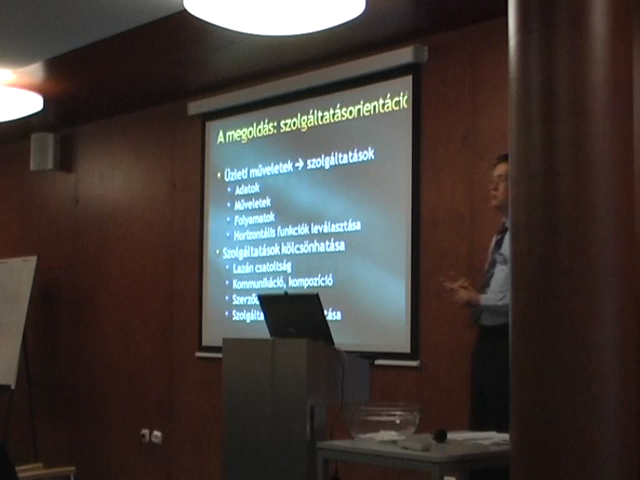 A megoldás: szolgáltatásorientáció
Üzleti műveletek → szolgáltatások
Adatok
Műveletek
Folyamatok
Horizontális funkciók leválasztása
Szolgáltatások kölcsönhatása
Lazán csatoltság
Kommunikáció, kompozíció